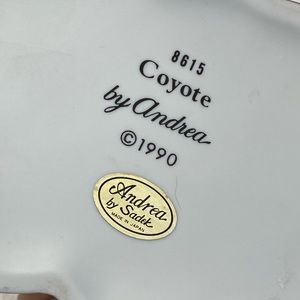 8615
Coyote
by Andrea
©1990
Andrea
by Sadek
MADE IN JAPAN